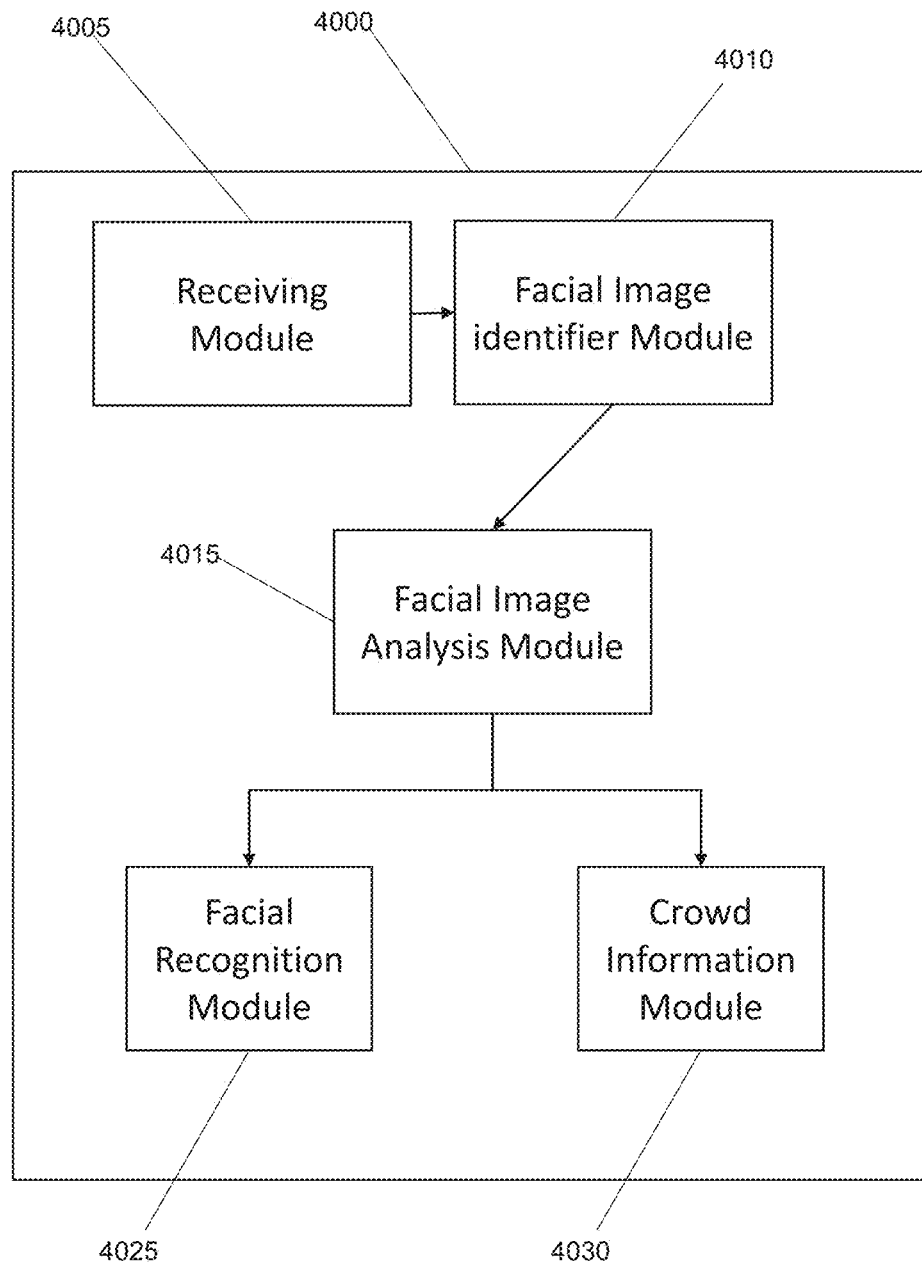 4005
4000
4010
Receiving
Module
Facial Image
identifier Module
4015
Facial Image
Analysis Module
Facial
Recognition
Module
Crowd
Information
Module
4025
4030